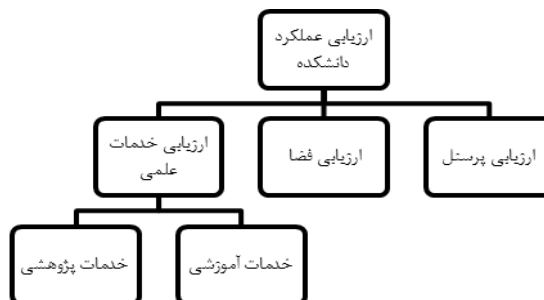 ارزیابی عملکرد
دانشکده
ارزیابی پرسنل
ارزیابی فضا
ارزیابی خدمات
علمی
خدمات آموزشی
خدمات پژوهشی